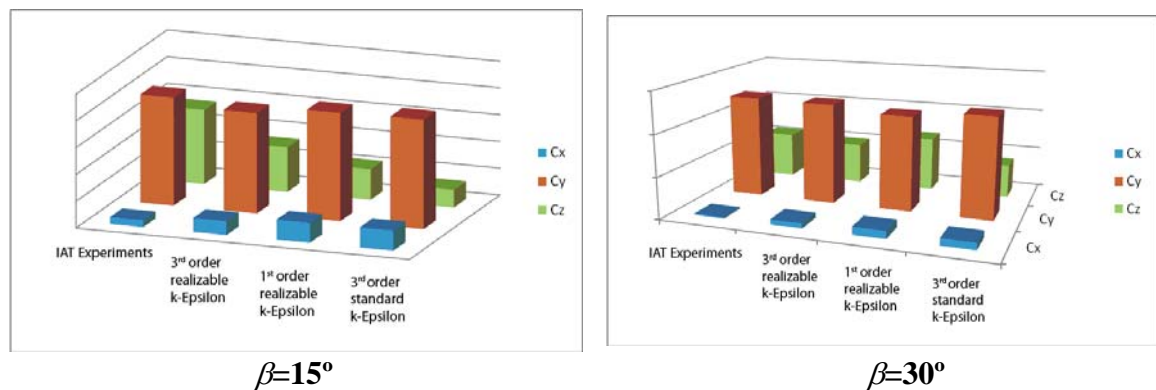 IAT Experiments
3rd order
realizable
k-Epsilon
1st order
realizable
k-Epsilon
3rd order
standard
k-Epsilon
Cx
Cy
Cz
β=15º
IAT Experiments
3rd order
realizable
k-Epsilon
1st order
realizable
k-Epsilon
3rd order
standard
k-Epsilon
Cz
Cy
Cx
Cx
Cy
Cz
β=30º